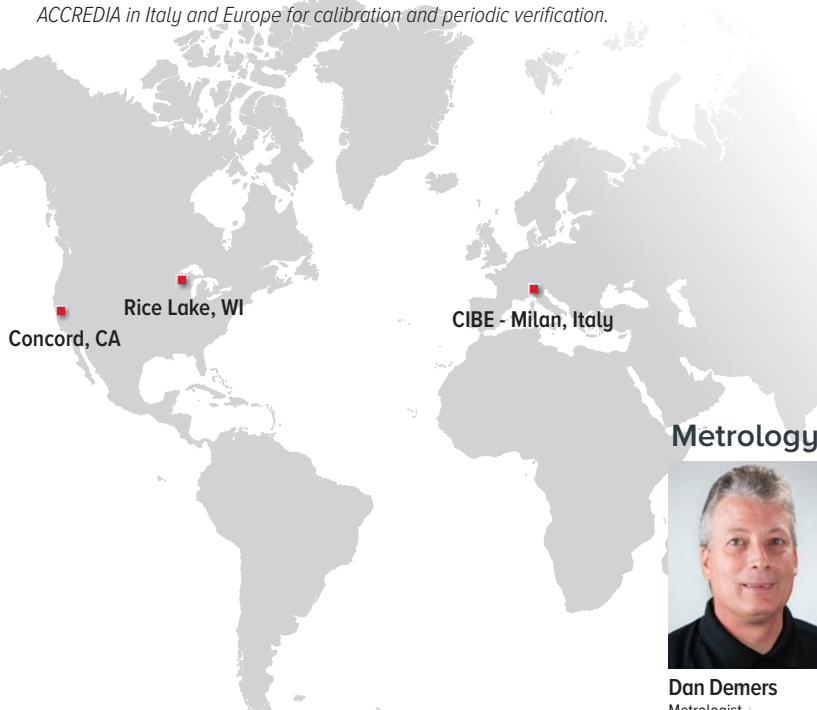 ACCREDIA in Italy and Europe for calibration and periodic verification.
Rice Lake, WI
CIBE - Milan, Italy
Concord, CA
Metrology
Dan Demers
Metrologist